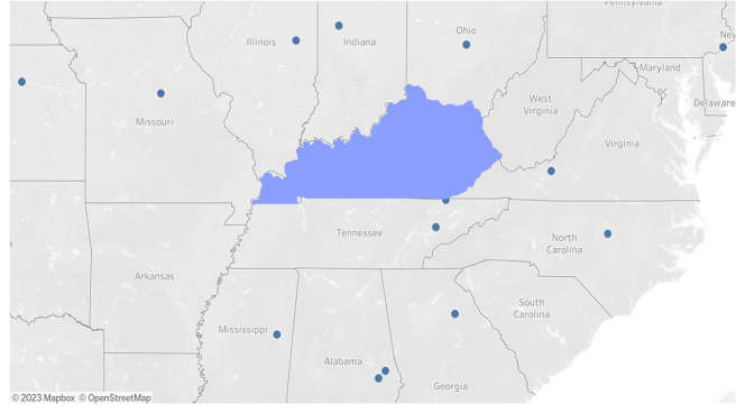 Pennsylvania
Ohio
Illinois
Indiana
New
Maryland
DC
Delaware
West
Virginia
Missouri
Virginia
Tennessee
North
Carolina
Arkansas
South
Carolina
Mississippi
Alabama
Georgia
© 2023 Mapbox © OpenStreetMap